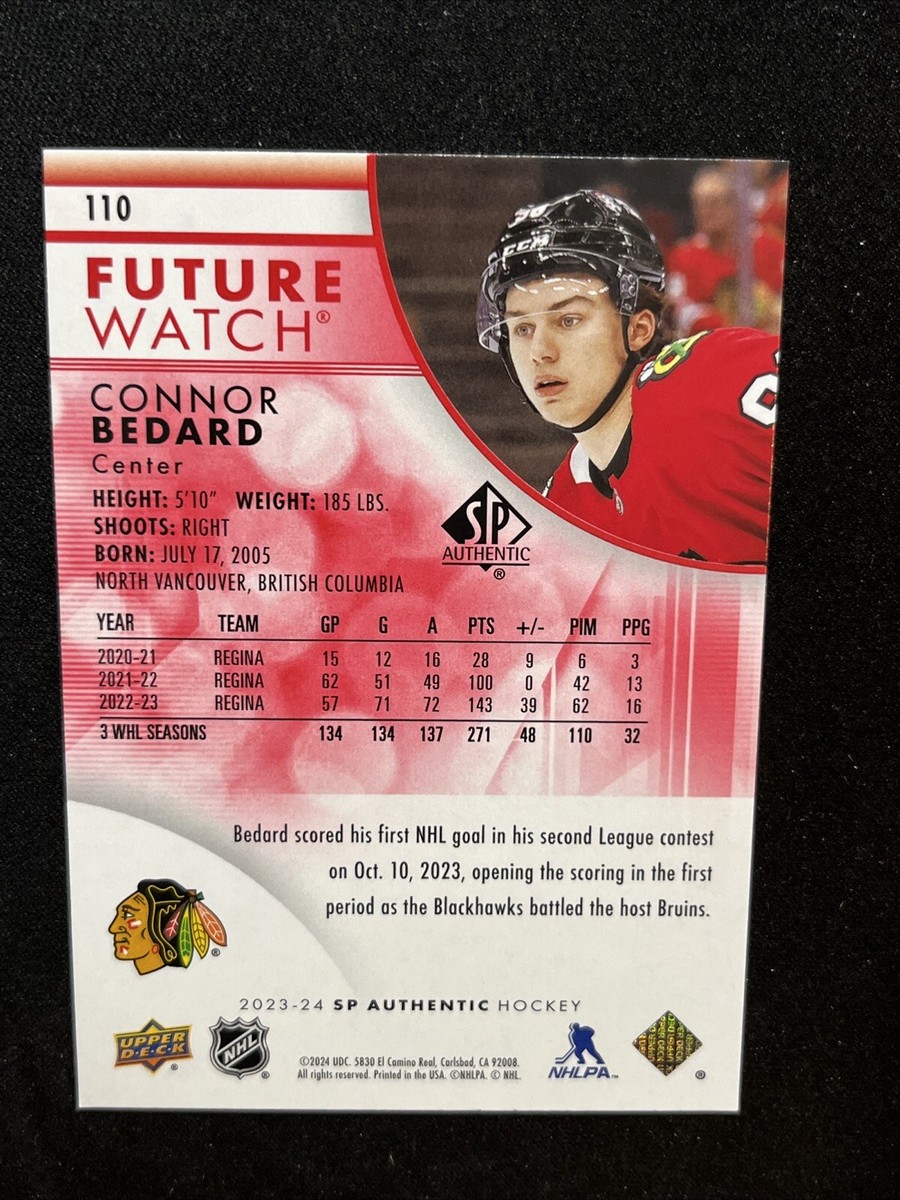 110
FUTURE
WATCH®
CONNOR
BEDARD
Center
HEIGHT: 5'10" WEIGHT: 185 LBS.
SHOOTS: RIGHT
BORN: JULY 17, 2005
NORTH VANCOUVER, BRITISH COLUMBIA
CCM
SP
AUTHENTIC
®
YEAR TEAM GP G A PTS +/- PIM PPG
2020-21 REGINA 15 12 16 28 9 6 3
2021-22 REGINA 62 51 49 100 0 42 13
2022-23 REGINA 57 71 72 143 39 62 16
3 WHL SEASONS 134 134 137 271 48 110 32
Bedard scored his first NHL goal in his second League contest
on Oct. 10, 2023, opening the scoring in the first
period as the Blackhawks battled the host Bruins.
®
2023-24 SP AUTHENTIC HOCKEY
UPPER
D·E·C·K
®
NHL
®
©2024 UDC. 5830 El Camino Real, Carlsbad, CA 92008.
All rights reserved. Printed in the USA. ©NHLPA. © NHL.
NHLPA™
®